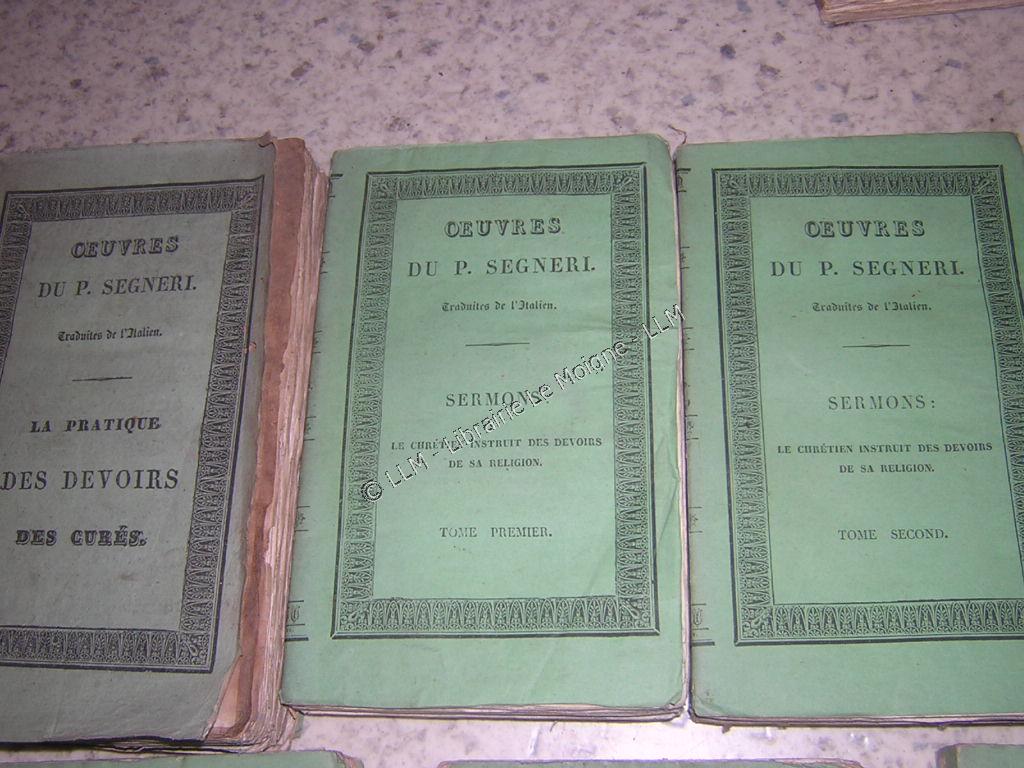 OEUVRES
DU P. SEGNERI.
Traduites de l'Italien.
LA PRATIQUE
DES DEVOIRS
DES CURÉS.
OEUVRES
DU P. SEGNERI.
Traduites de l'Italien.
SERMONS:
LE CHRÉTIEN INSTRUIT DES DEVOIRS
DE SA RELIGION.
TOME PREMIER.
OEUVRES
DU P. SEGNERI.
Traduites de l'Italien.
SERMONS:
LE CHRÉTIEN INSTRUIT DES DEVOIRS
DE SA RELIGION.
TOME SECOND.
© LLM - Librairie Le Moigne - LLM